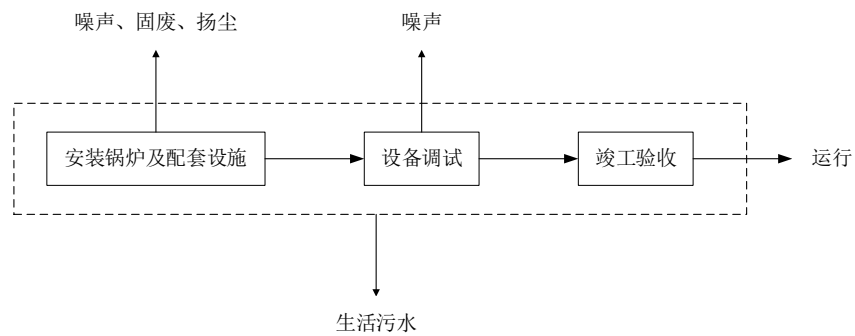 噪声、固废、扬尘
噪声
安装锅炉及配套设施
设备调试
竣工验收
运行
生活污水